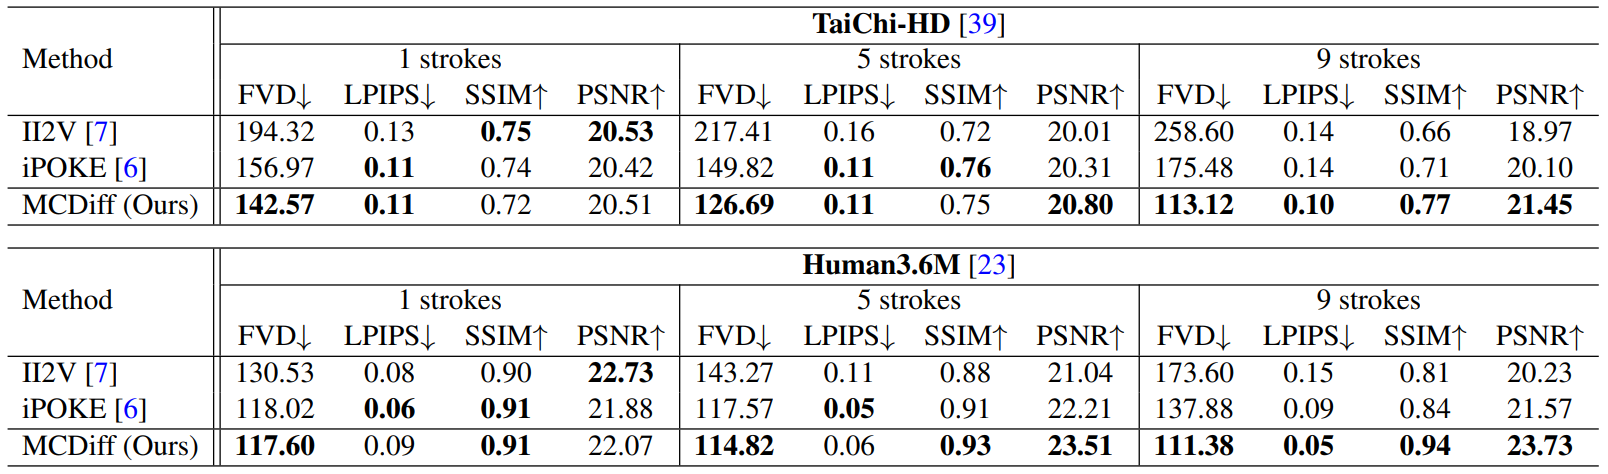 TaiChi-HD [39]
Method 1 strokes 5 strokes 9 strokes
FVD↓ LPIPS↓ SSIM↑ PSNR↑ FVD↓ LPIPS↓ SSIM↑ PSNR↑ FVD↓ LPIPS↓ SSIM↑ PSNR↑
II2V [7] 194.32 0.13 0.75 20.53 217.41 0.16 0.72 20.01 258.60 0.14 0.66 18.97
iPOKE [6] 156.97 0.11 0.74 20.42 149.82 0.11 0.76 20.31 175.48 0.14 0.71 20.10
MCDiff (Ours) 142.57 0.11 0.72 20.51 126.69 0.11 0.75 20.80 113.12 0.10 0.77 21.45
Human3.6M [23]
Method 1 strokes 5 strokes 9 strokes
FVD↓ LPIPS↓ SSIM↑ PSNR↑ FVD↓ LPIPS↓ SSIM↑ PSNR↑ FVD↓ LPIPS↓ SSIM↑ PSNR↑
II2V [7] 130.53 0.08 0.90 22.73 143.27 0.11 0.88 21.04 173.60 0.15 0.81 20.23
iPOKE [6] 118.02 0.06 0.91 21.88 117.57 0.05 0.91 22.21 137.88 0.09 0.84 21.57
MCDiff (Ours) 117.60 0.09 0.91 22.07 114.82 0.06 0.93 23.51 111.38 0.05 0.94 23.73